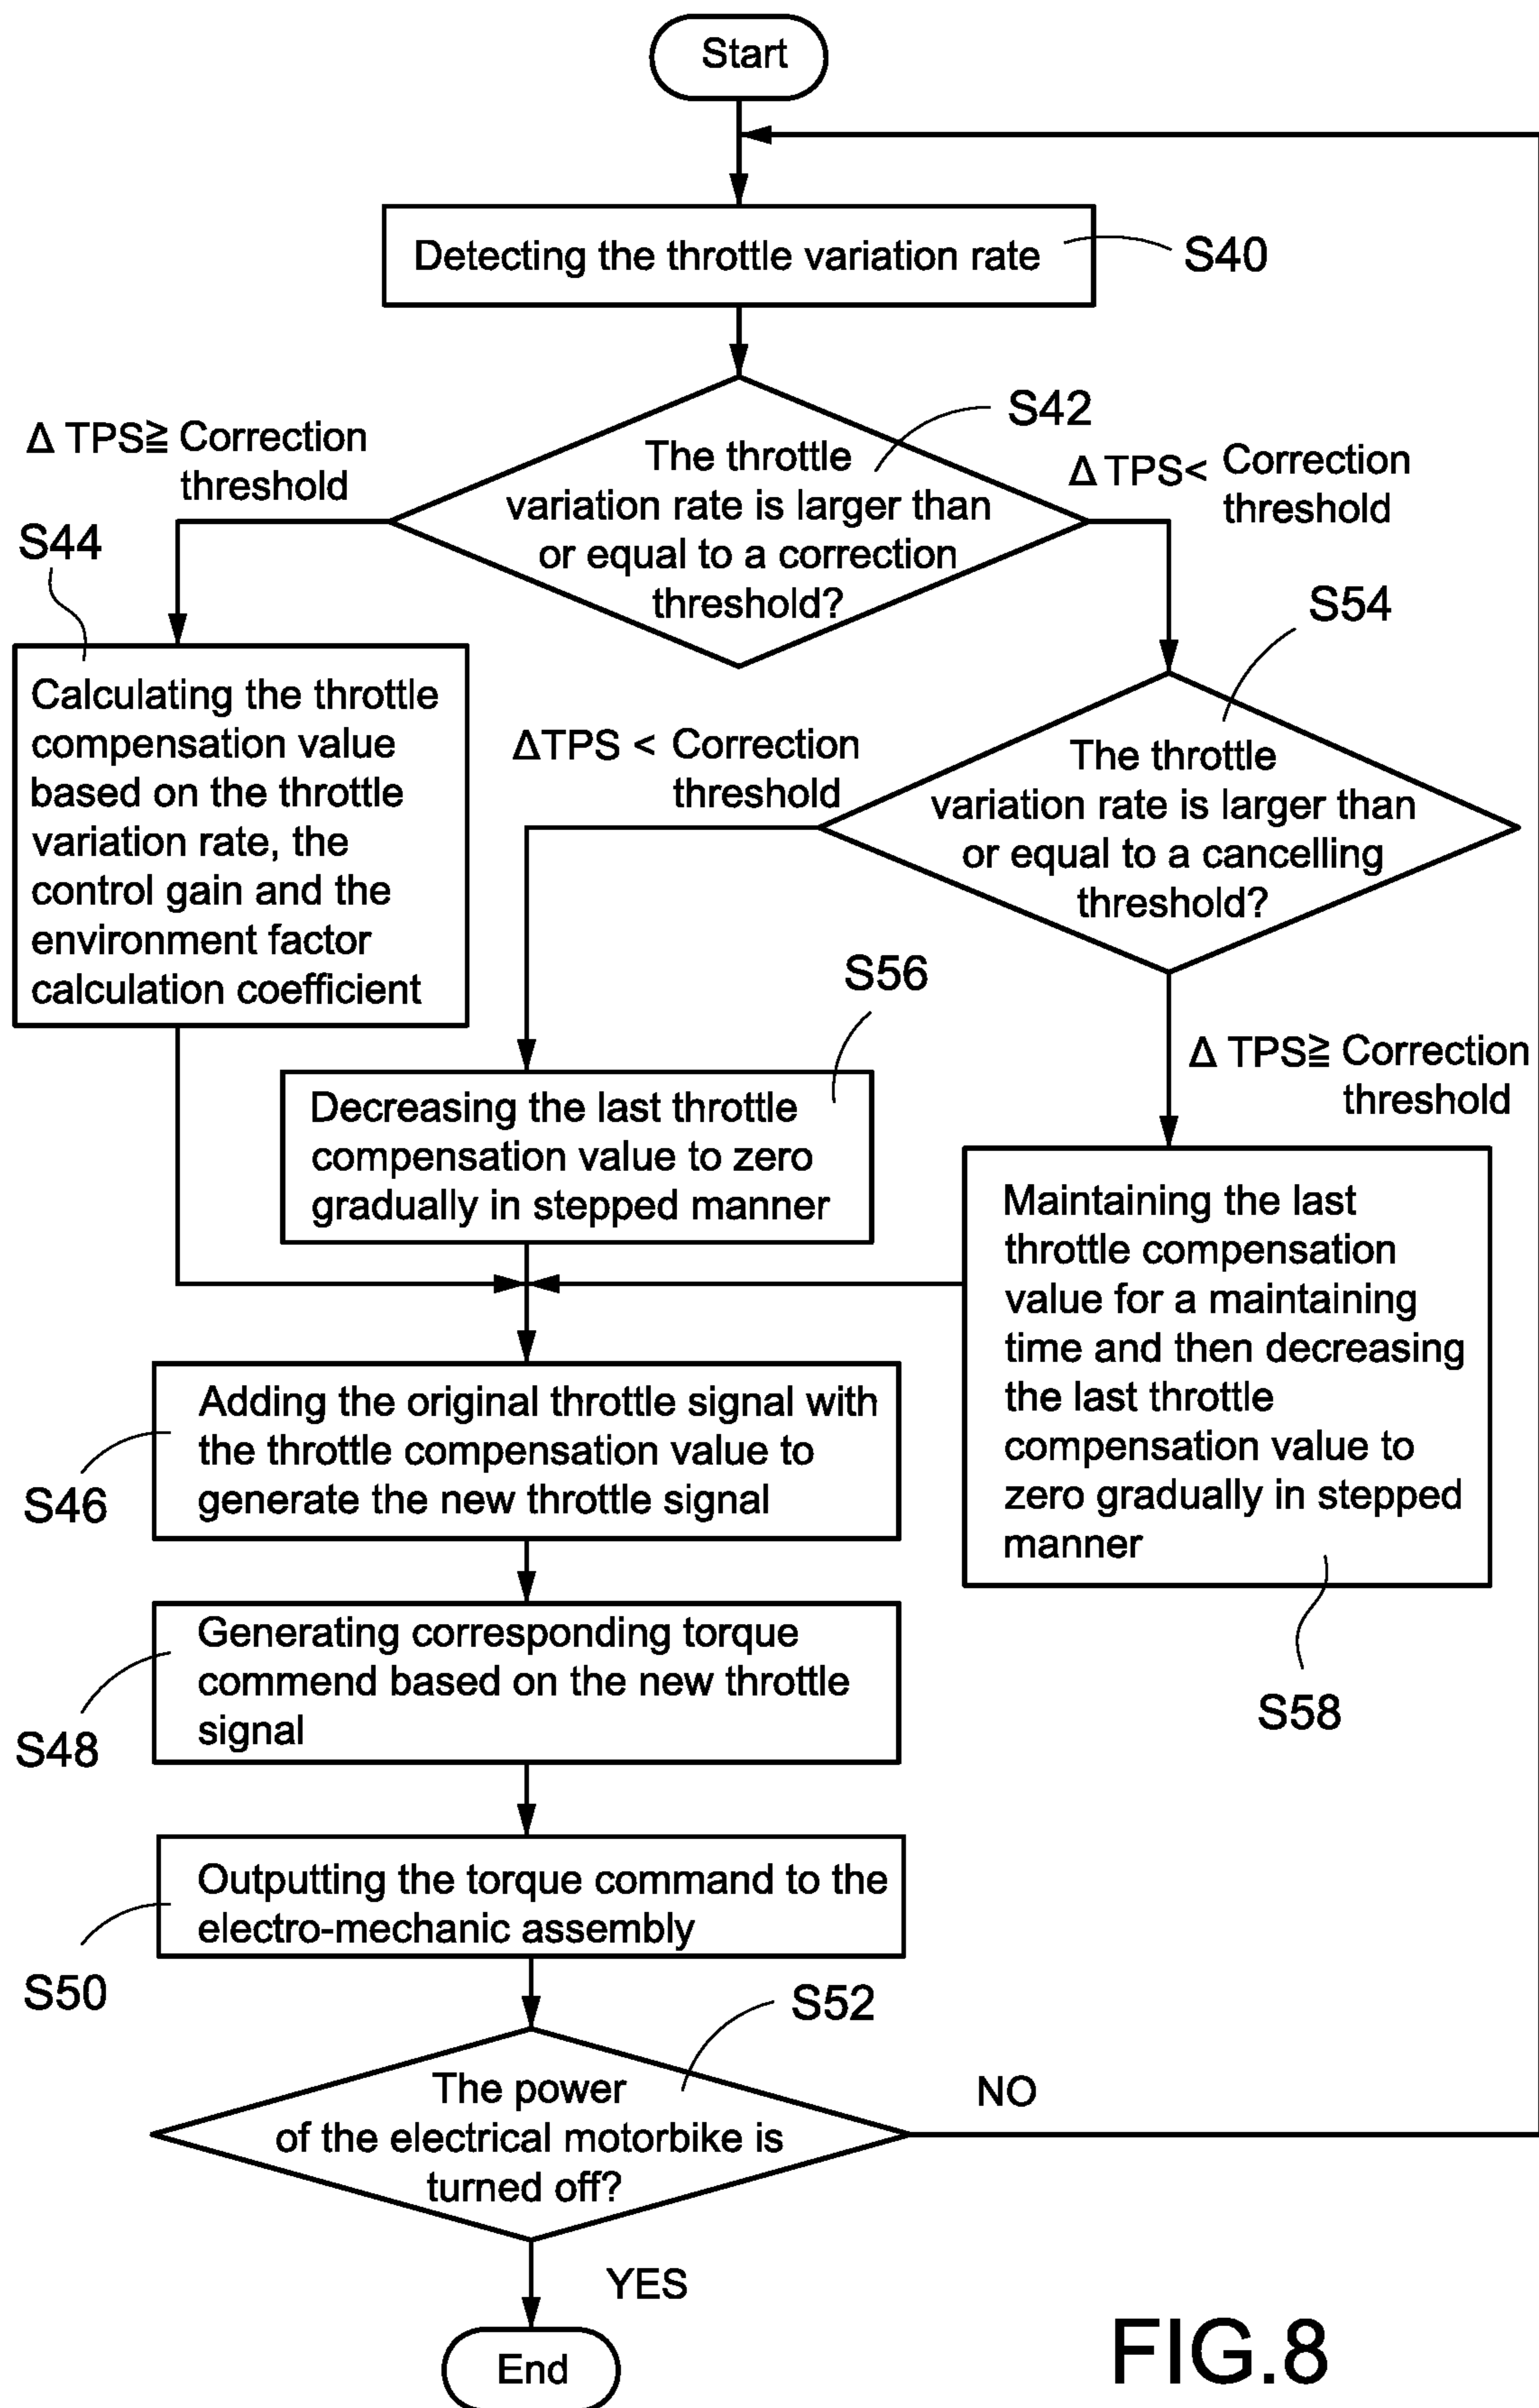 Start
Detecting the throttle variation rate
S40
S42
The throttle
variation rate is larger than
or equal to a correction
threshold?
Δ TPS≧ Correction
threshold
Δ TPS< Correction
threshold
S44
Calculating the throttle
compensation value
based on the throttle
variation rate, the
control gain and the
environment factor
calculation coefficient
S54
The throttle
variation rate is larger than
or equal to a cancelling
threshold?
ΔTPS < Correction
threshold
Δ TPS≧ Correction
threshold
S56
Decreasing the last throttle
compensation value to zero
gradually in stepped manner
Maintaining the last
throttle compensation
value for a maintaining
time and then decreasing
the last throttle
compensation value to
zero gradually in stepped
manner
S58
Adding the original throttle signal with
the throttle compensation value to
generate the new throttle signal
S46
Generating corresponding torque
commend based on the new throttle
signal
S48
Outputting the torque command to the
electro-mechanic assembly
S50
S52
The power
of the electrical motorbike is
turned off?
NO
YES
End
FIG.8